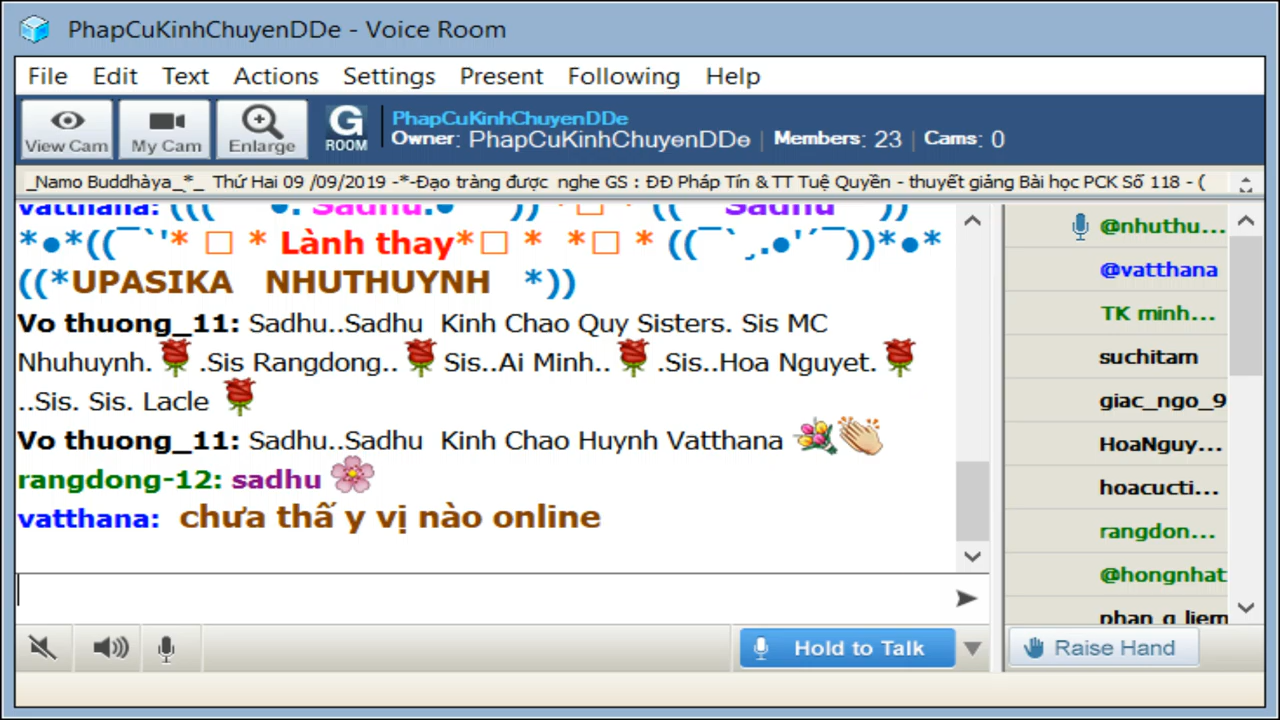 PhapCuKinhChuyenDDe - Voice Room
File Edit Text Actions Settings Present Following Help
View Cam My Cam Enlarge G ROOM
PhapCuKinhChuyenDDe
Owner: PhapCuKinhChuyenDDe | Members: 23 | Cams: 0
_Namo Buddhàya_*_ Thứ Hai 09 /09/2019 -*-Đạo tràng được nghe GS : ĐĐ Pháp Tín & TT Tuệ Quyền - thuyết giảng Bài học PCK Số 118 - (
vatthana: (((¯ ●. Sadhu.● ¯)) *□ * ((¯ Sadhu ¯))
*●*((¯`'* □ * Lành thay*□ * *□ * ((¯` ¸.●'´¯))*●*
((*UPASIKA NHUTHUYNH *))
Vo thuong_11: Sadhu..Sadhu Kinh Chao Quy Sisters. Sis MC
Nhuhuynh. .Sis Rangdong.. Sis..Ai Minh.. .Sis..Hoa Nguyet.
..Sis. Sis. Lacle
Vo thuong_11: Sadhu..Sadhu Kinh Chao Huynh Vatthana
rangdong-12: sadhu
vatthana: chưa thấ y vị nào online
@nhuthu...
@vatthana
TK minh...
suchitam
giac_ngo_9
HoaNguy...
hoacucti...
rangdon...
@hongnhat
phan_q_liem
Hold to Talk
Raise Hand